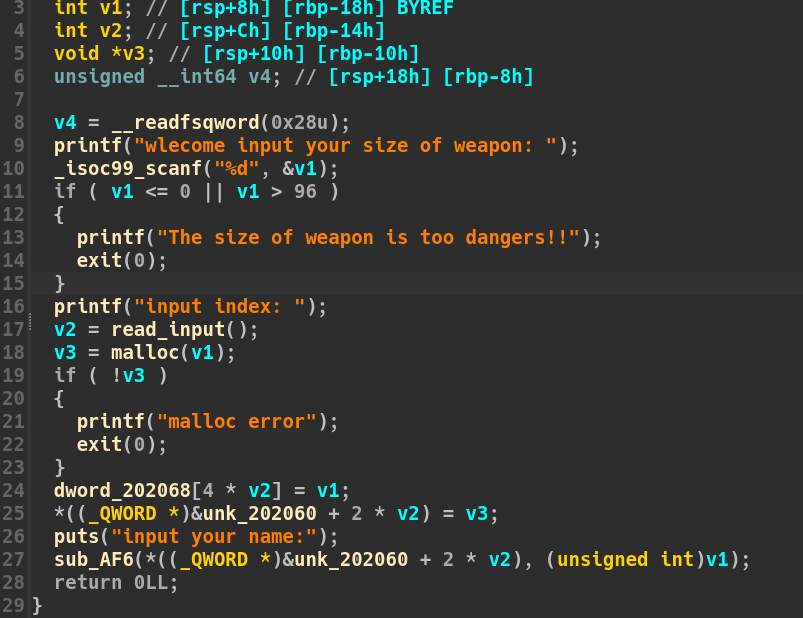 3 int v1; // [rsp+8h] [rbp-18h] BYREF
4 int v2; // [rsp+Ch] [rbp-14h]
5 void *v3; // [rsp+10h] [rbp-10h]
6 unsigned __int64 v4; // [rsp+18h] [rbp-8h]
7
8 v4 = __readfsqword(0x28u);
9 printf("wlecome input your size of weapon: ");
10 _isoc99_scanf("%d", &v1);
11 if ( v1 <= 0 || v1 > 96 )
12 {
13 printf("The size of weapon is too dangers!!");
14 exit(0);
15 }
16 printf("input index: ");
17 v2 = read_input();
18 v3 = malloc(v1);
19 if ( !v3 )
20 {
21 printf("malloc error");
22 exit(0);
23 }
24 dword_202068[4 * v2] = v1;
25 *((_QWORD *)&unk_202060 + 2 * v2) = v3;
26 puts("input your name:");
27 sub_AF6(*((_QWORD *)&unk_202060 + 2 * v2), (unsigned int)v1);
28 return 0LL;
29 }